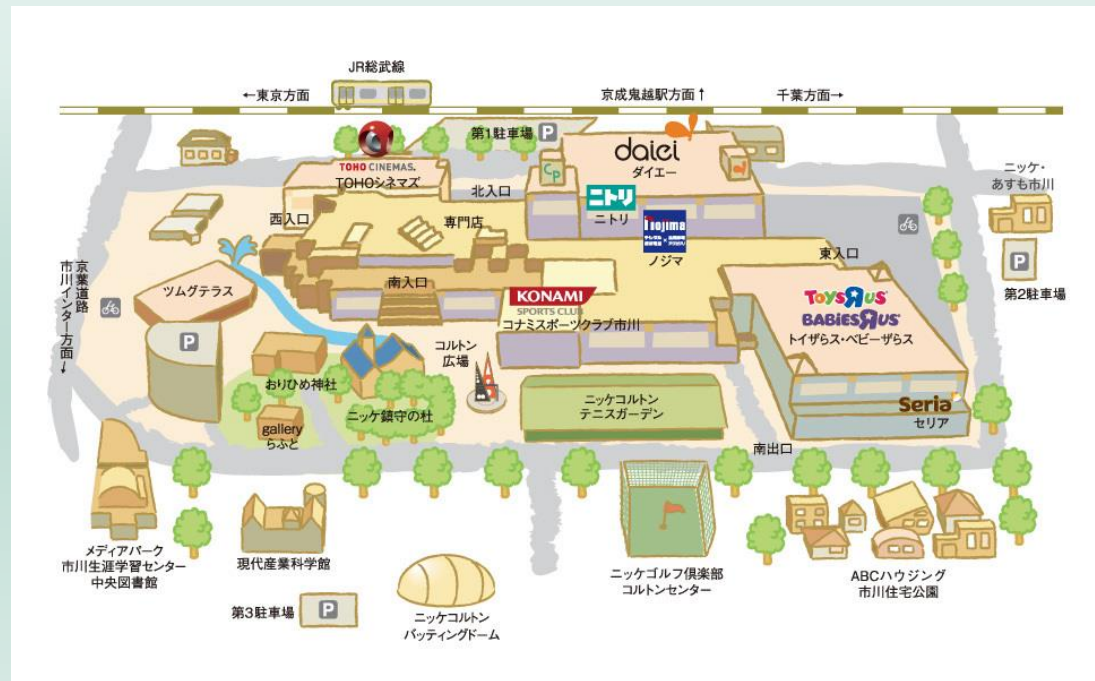 JR総武線
←東京方面
京成鬼越駅方面↑
千葉方面→
第1駐車場 P
daiei
ダイエー
CP
TOHO CINEMAS.
TOHOシネマズ
北入口
ニッケ・
あすも市川
西入口
専門店
ニトリ
ニトリ
nojima
ノジマ
東入口
P
第2駐車場
京葉道路
市川インター方面→
ツムグテラス
P
南入口
KONAMI
SPORTS CLUB
コナミスポーツクラブ市川
TOYSЯUS
BABIESЯUS
トイザらス・ベビーザらス
コルトン
広場
おりひめ神社
ニッケ鎮守の杜
gallery
らふと
ニッケコルトン
テニスガーデン
Seria
セリア
南出口
メディアパーク
市川生涯学習センター
中央図書館
現代産業科学館
第3駐車場 P
ニッケコルトン
バッティングドーム
ニッケゴルフ倶楽部
コルトンセンター
ABCハウジング
市川住宅公園